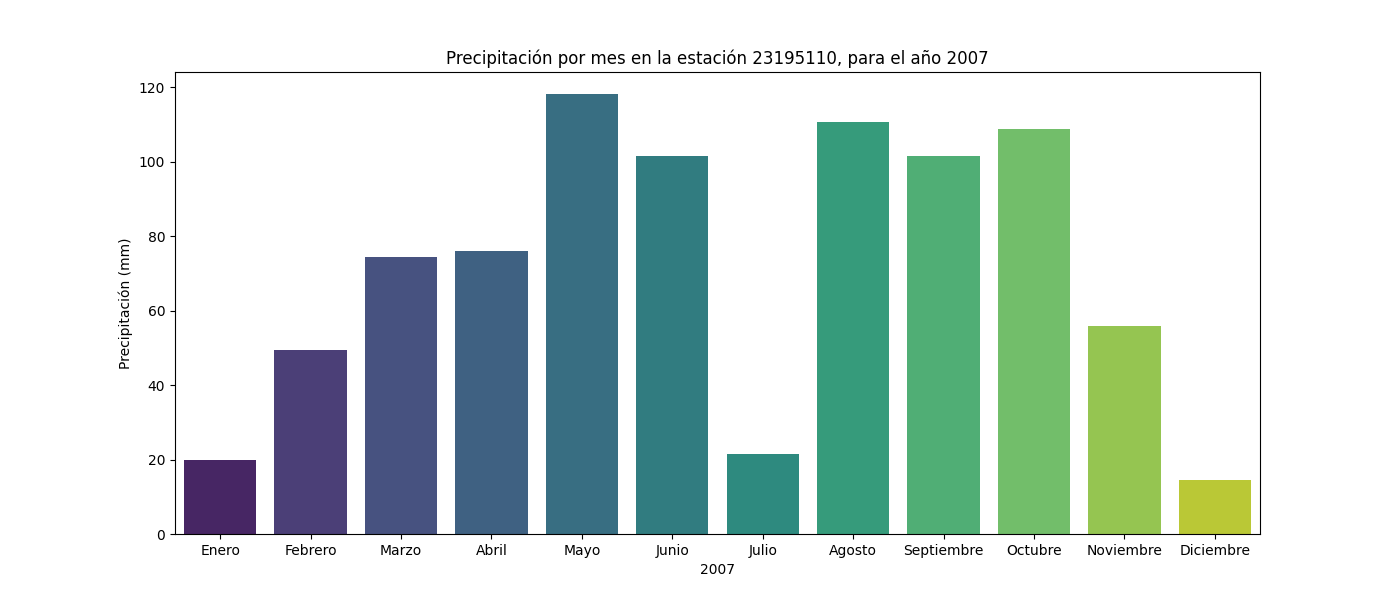 Precipitación por mes en la estación 23195110, para el año 2007
Precipitación (mm)
120
100
80
60
40
20
0
Enero Febrero Marzo Abril Mayo Junio Julio Agosto Septiembre Octubre Noviembre Diciembre
2007